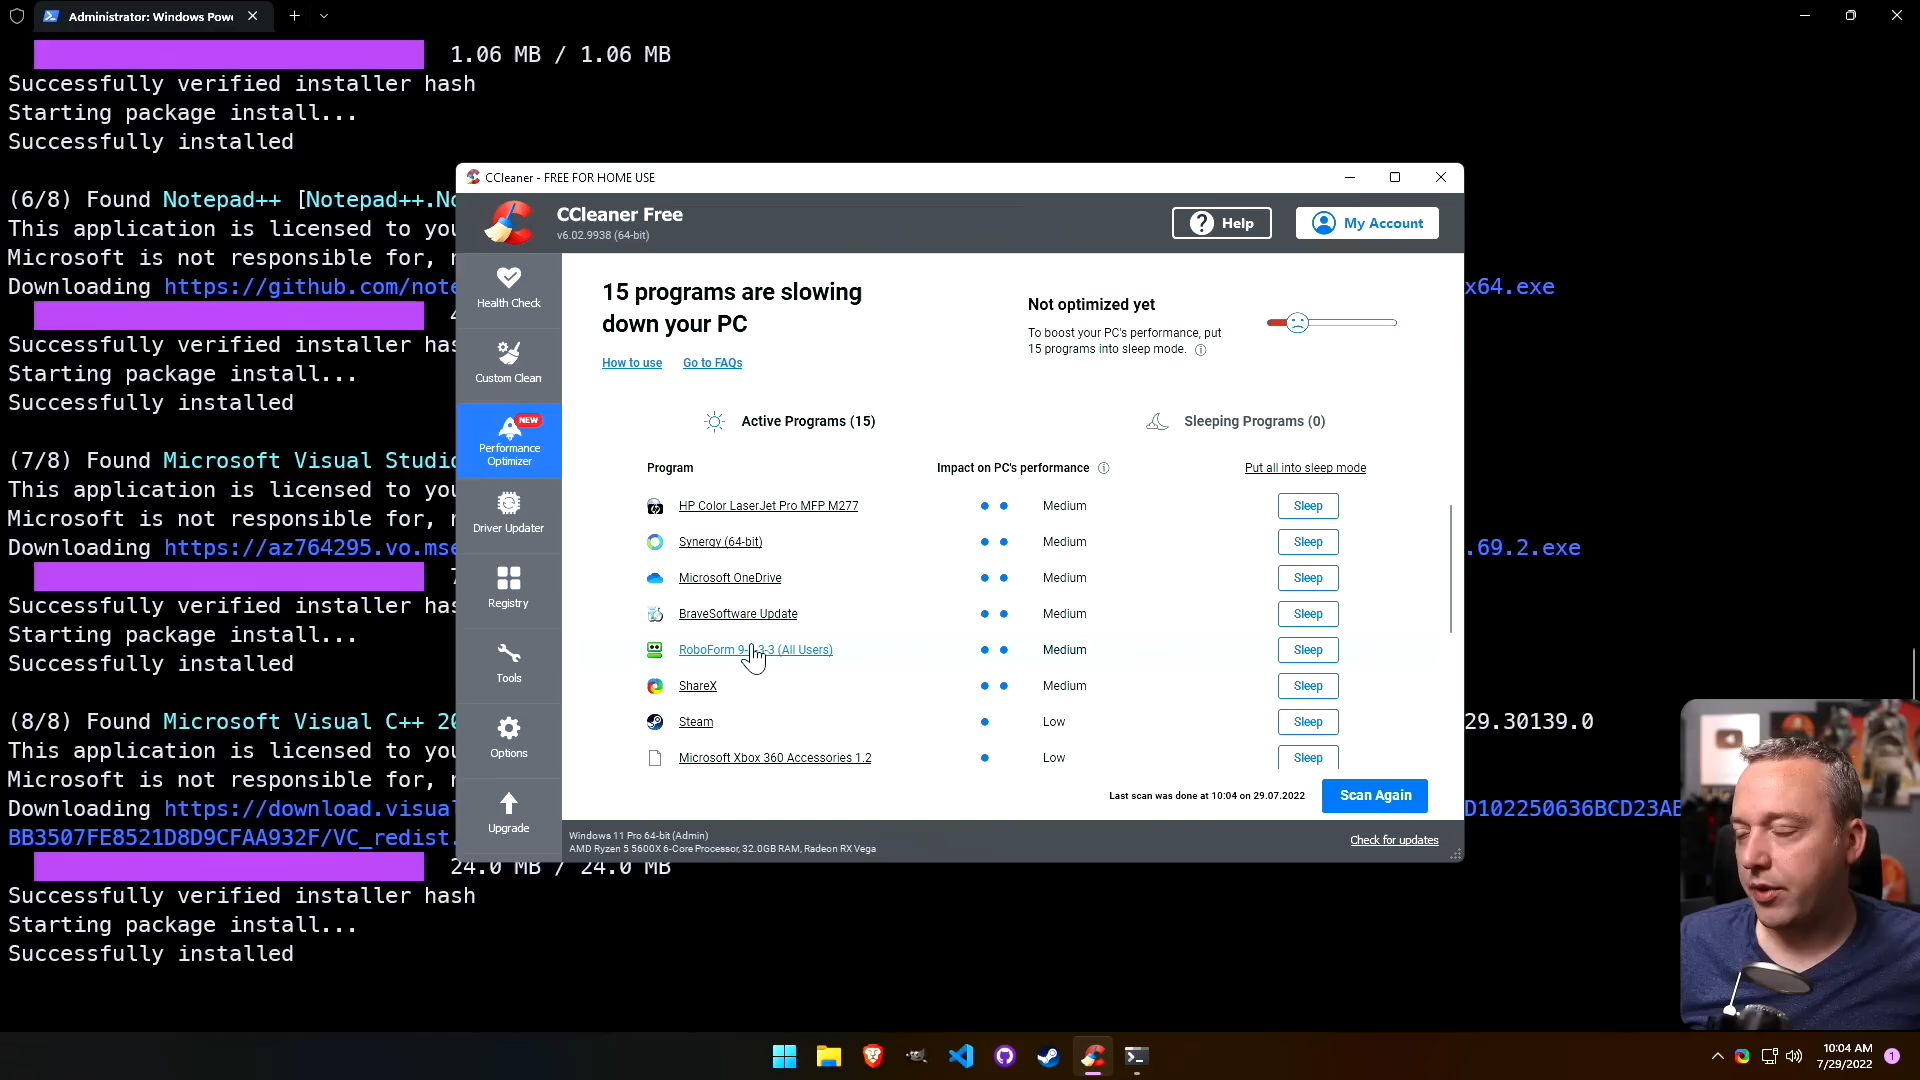 Administrator: Windows Powe
1.06 MB / 1.06 MB
Successfully verified installer hash
Starting package install...
Successfully installed
(6/8) Found Notepad++ [Notepad++.No
This application is licensed to you
Microsoft is not responsible for, n
Downloading https://github.com/note
x64.exe
4
Successfully verified installer has
Starting package install...
Successfully installed
(7/8) Found Microsoft Visual Studio
This application is licensed to you
Microsoft is not responsible for, n
Downloading https://az764295.vo.mse
.69.2.exe
7
Successfully verified installer has
Starting package install...
Successfully installed
(8/8) Found Microsoft Visual C++ 20
29.30139.0
This application is licensed to you
Microsoft is not responsible for, n
Downloading https://download.visual
D102250636BCD23AE
BB3507FE8521D8D9CFAA932F/VC_redist.
24.0 MB / 24.0 MB
Successfully verified installer hash
Starting package install...
Successfully installed
CCleaner - FREE FOR HOME USE
CCleaner Free
v6.02.9938 (64-bit)
Help
My Account
Health Check
Custom Clean
NEW
Performance
Optimizer
Driver Updater
Registry
Tools
Options
Upgrade
15 programs are slowing
down your PC
How to use
Go to FAQs
Not optimized yet
To boost your PC's performance, put
15 programs into sleep mode.
Active Programs (15)
Sleeping Programs (0)
Program
Impact on PC's performance
Put all into sleep mode
HP Color LaserJet Pro MFP M277
Medium
Sleep
Synergy (64-bit)
Medium
Sleep
Microsoft OneDrive
Medium
Sleep
BraveSoftware Update
Medium
Sleep
RoboForm 9- 3-3 (All Users)
Medium
Sleep
ShareX
Medium
Sleep
Steam
Low
Sleep
Microsoft Xbox 360 Accessories 1.2
Low
Sleep
Last scan was done at 10:04 on 29.07.2022
Scan Again
Windows 11 Pro 64-bit (Admin)
AMD Ryzen 5 5600X 6-Core Processor, 32.0GB RAM, Radeon RX Vega
Check for updates
10:04 AM
7/29/2022
1